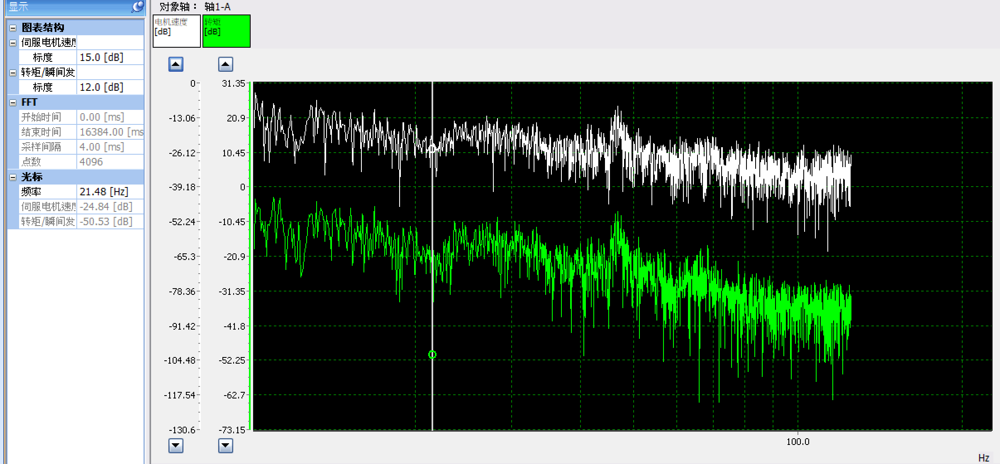 显示
图表结构
伺服电机速
标度 15.0 [dB]
转矩/瞬间发
标度 12.0 [dB]
FFT
开始时间 0.00 [ms]
结束时间 16384.00 [ms
采样间隔 4.00 [ms]
点数 4096
光标
频率 21.48 [Hz]
伺服电机速 -24.84 [dB]
转矩/瞬间发 -50.53 [dB]
对象轴： 轴1-A
电机速度
[dB]
转矩
[dB]
0 31.35
-13.06 20.9
-26.12 10.45
-39.18 0
-52.24 -10.45
-65.3 -20.9
-78.36 -31.35
-91.42 -41.8
-104.48 -52.25
-117.54 -62.7
-130.6 -73.15
100.0
Hz